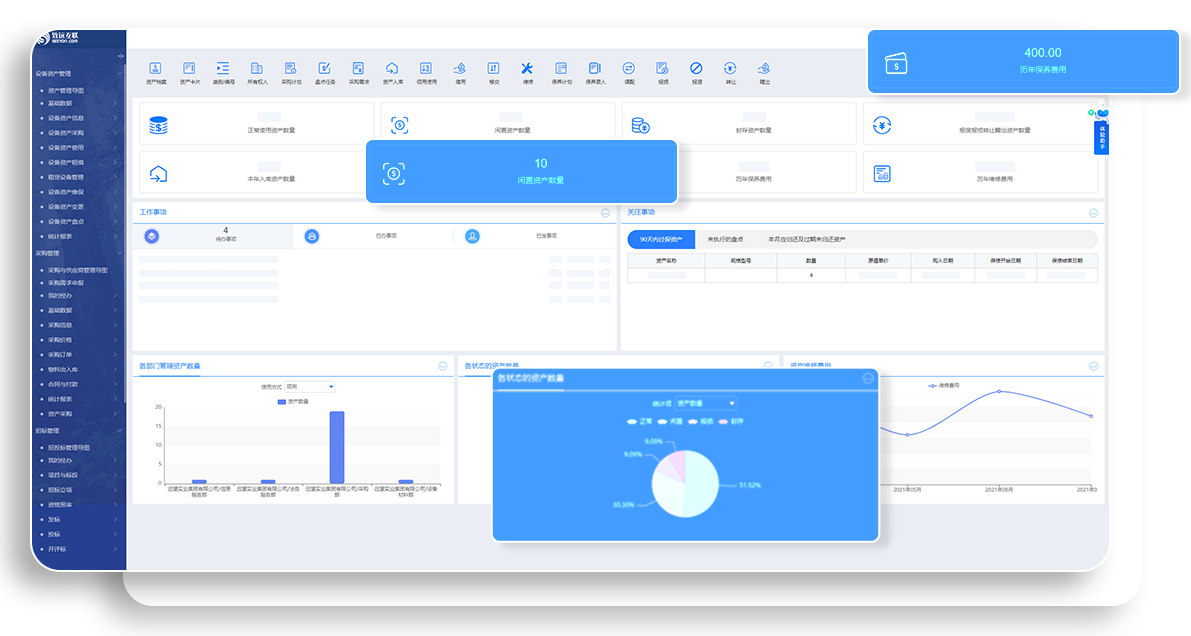 致远互联
SEEYON.COM
设备资产管理
资产管理导图
基础数据
设备资产信息
设备资产采购
设备资产使用
设备资产租借
租赁设备管理
设备资产维保
设备资产变更
设备资产盘点
统计报表
采购管理
采购与供应商管理导图
采购需求申报
我的经办
基础数据
采购信息
采购价格
采购订单
物料出入库
合同与付款
统计报表
资产采购
招标管理
招投标管理导图
我的经办
项目与标段
招标立项
资格预审
发标
投标
开评标
资产档案 资产卡片 类别/编号 所有权人 采购计划 盘点任务 采购需求 资产入库 领用使用 借用 移交 维修 保养计划 保养录入 调配 报损 报废 转让
400.00
历年保养费用
体验助手
正常使用资产数量
闲置资产数量
封存资产数量
报废报损转让赠出资产数量
本年入库资产数量
10
闲置资产数量
历年保养费用
历年维修费用
工作事项
4
待办事项
已办事项
已发事项
关注事项
90天内过保资产 未执行的盘点 本月应归还及过期未归还资产
资产名称 规格型号 数量 原值单价 购入日期 保修开始日期 保修结束日期
4
各部门管理资产数量
使用方式 领用
资产数量
20
15
10
5
0
远望实业集团有限公司/信息服务部
远望实业集团有限公司/法务服务部
远望实业集团有限公司/采购部
远望实业集团有限公司/设备材料部
各状态的资产数量
各状态的资产数量
统计项 资产数量
正常 闲置 报损 封存
9.09%
9.09%
51.52%
30.30%
资产维修费用
维修费用
2021年05月
2021年06月
2021年0